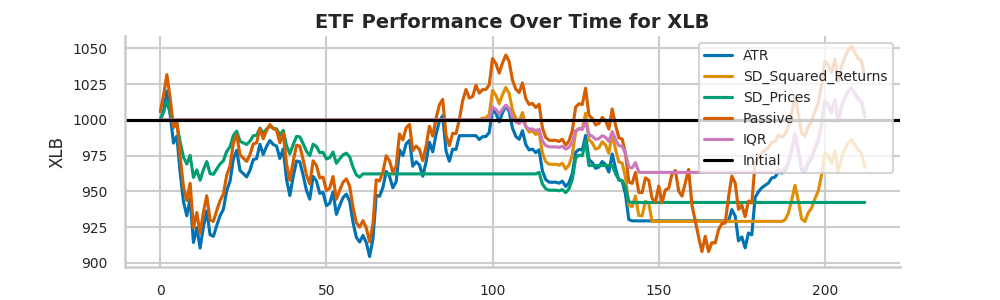 ETF Performance Over Time for XLB
XLB
1050
1025
1000
975
950
925
900
0
50
100
150
200
ATR
SD_Squared_Returns
SD_Prices
Passive
IQR
Initial